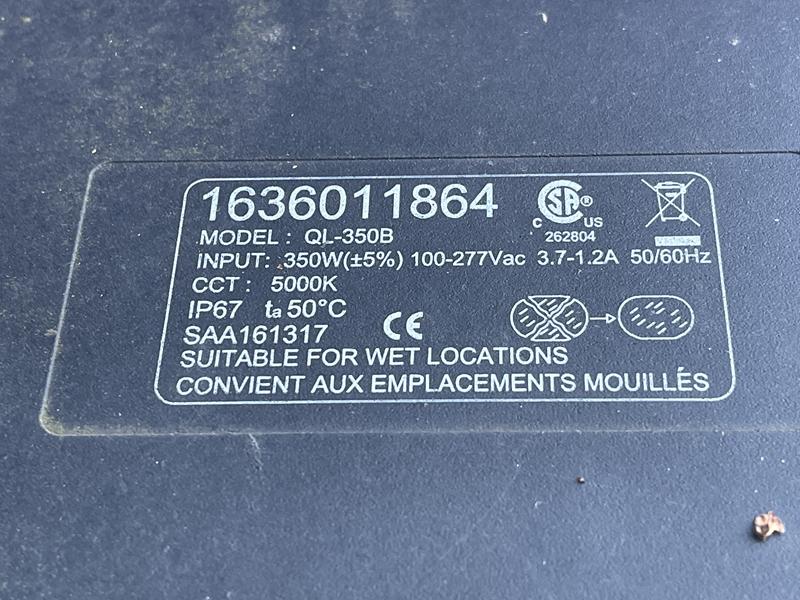 1636011864
MODEL : QL-350B
INPUT: 350W(±5%) 100-277Vac 3.7-1.2A 50/60Hz
CCT : 5000K
IP67 ta 50°C
SAA161317
SUITABLE FOR WET LOCATIONS
CONVIENT AUX EMPLACEMENTS MOUILLÉS
CSA®
C US
262804
CE